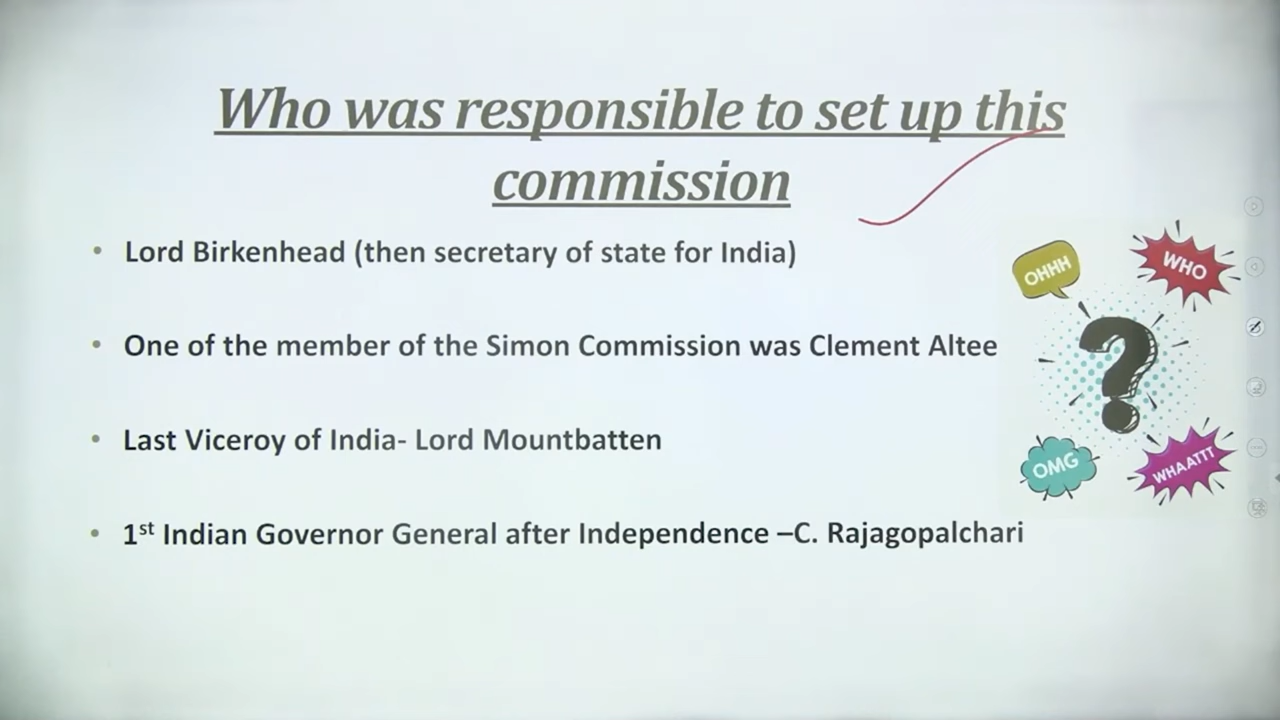 Who was responsible to set up this
commission
• Lord Birkenhead (then secretary of state for India)
• One of the member of the Simon Commission was Clement Altee
• Last Viceroy of India- Lord Mountbatten
• 1st Indian Governor General after Independence –C. Rajagopalchari
OHHH
WHO
OMG
WHAATTT